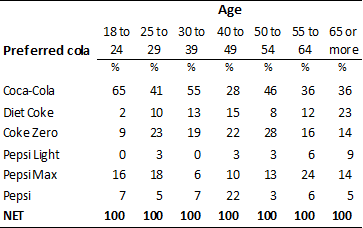 Age
Preferred cola 18 to 24 25 to 29 30 to 39 40 to 49 50 to 54 55 to 64 65 or more
% % % % % % %
Coca-Cola 65 41 55 28 46 36 36
Diet Coke 2 10 13 15 8 12 23
Coke Zero 9 23 19 22 28 16 14
Pepsi Light 0 3 0 3 3 6 9
Pepsi Max 16 18 6 10 13 24 14
Pepsi 7 5 7 22 3 6 5
NET 100 100 100 100 100 100 100